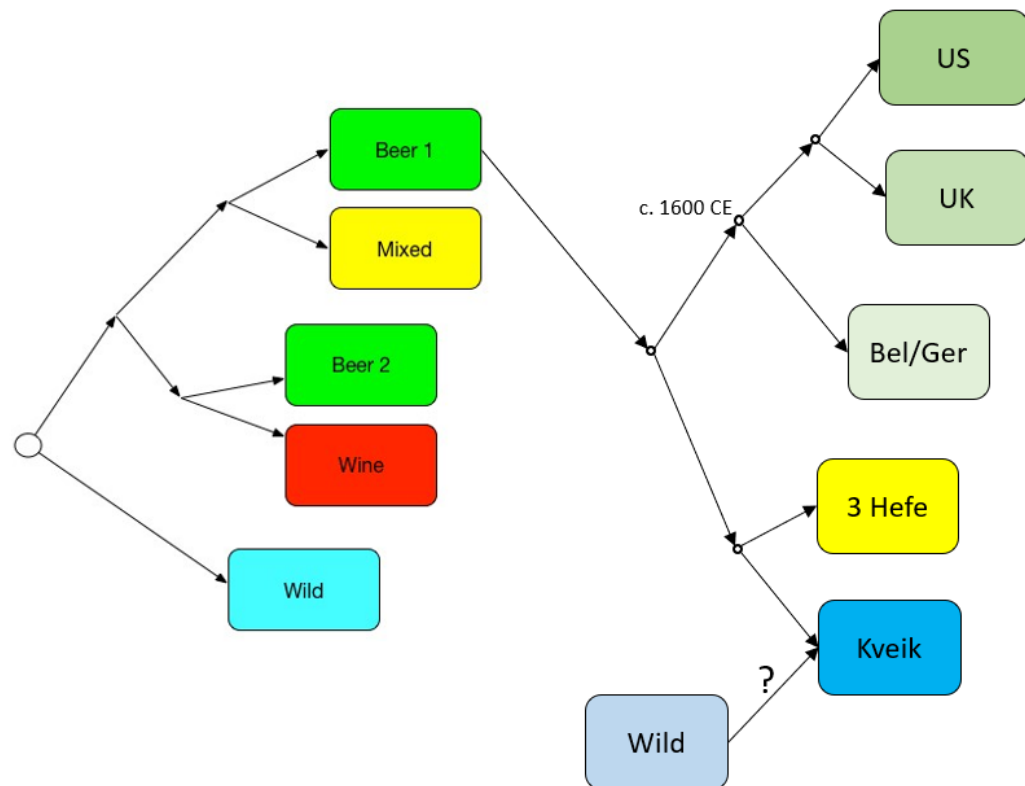 Beer 1
Mixed
Beer 2
Wine
Wild
US
c. 1600 CE
UK
Bel/Ger
3 Hefe
Kveik
?
Wild